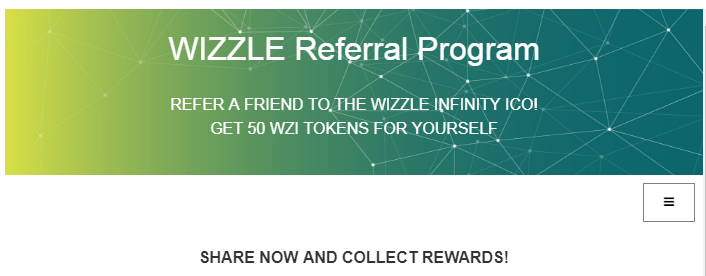 WIZZLE Referral Program
REFER A FRIEND TO THE WIZZLE INFINITY ICO!
GET 50 WZI TOKENS FOR YOURSELF
SHARE NOW AND COLLECT REWARDS!